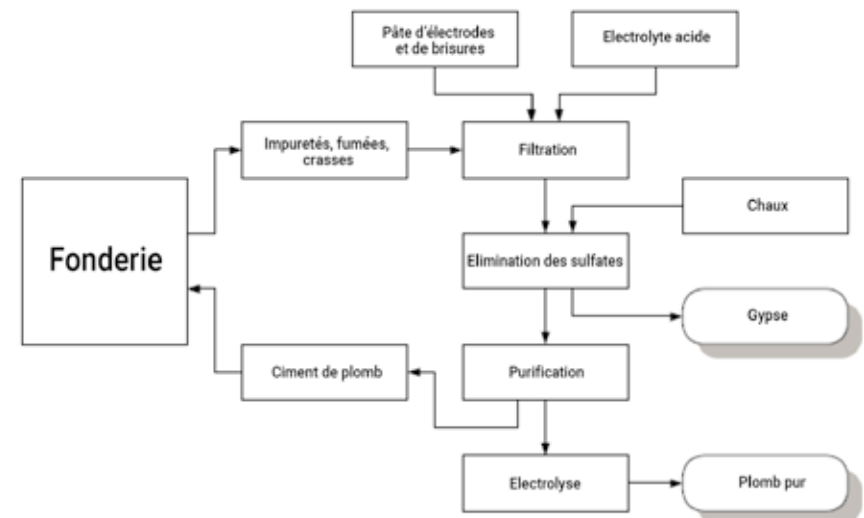 Pâte d'électrodes
et de brisures
Electrolyte acide
Impuretés, fumées,
crasses
Filtration
Chaux
Fonderie
Elimination des sulfates
Gypse
Ciment de plomb
Purification
Electrolyse
Plomb pur